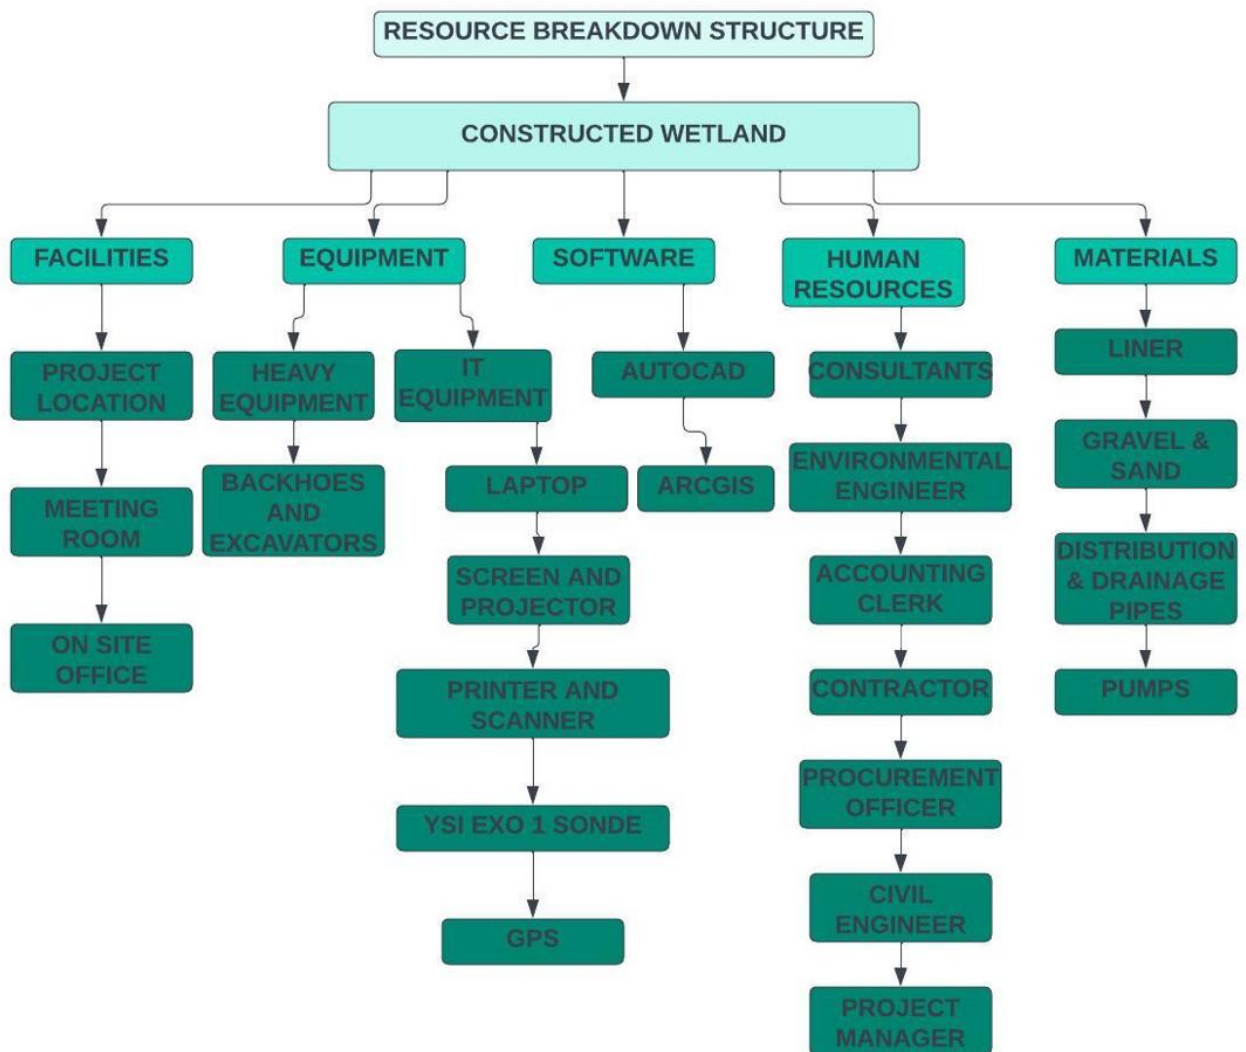 RESOURCE BREAKDOWN STRUCTURE
CONSTRUCTED WETLAND
FACILITIES
PROJECT
LOCATION
MEETING
ROOM
ON SITE
OFFICE
EQUIPMENT
HEAVY
EQUIPMENT
BACKHOES
AND
EXCAVATORS
IT
EQUIPMENT
LAPTOP
SCREEN AND
PROJECTOR
PRINTER AND
SCANNER
YSI EXO 1 SONDE
GPS
SOFTWARE
AUTOCAD
ARCGIS
HUMAN
RESOURCES
CONSULTANTS
ENVIRONMENTAL
ENGINEER
ACCOUNTING
CLERK
CONTRACTOR
PROCUREMENT
OFFICER
CIVIL
ENGINEER
PROJECT
MANAGER
MATERIALS
LINER
GRAVEL &
SAND
DISTRIBUTION
& DRAINAGE
PIPES
PUMPS